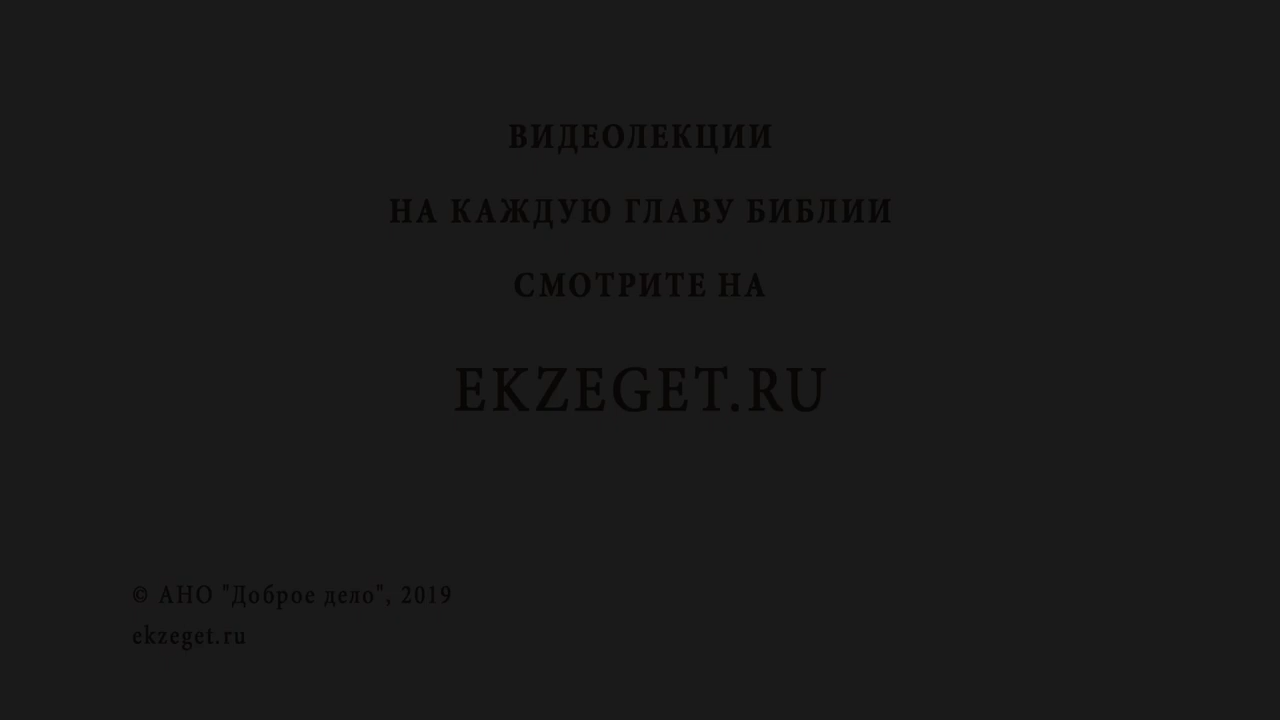 ВИДЕОЛЕКЦИИ
НА КАЖДУЮ ГЛАВУ БИБЛИИ
СМОТРИТЕ НА
EKZEGET.RU
© АНО "Доброе дело", 2019
ekzeget.ru